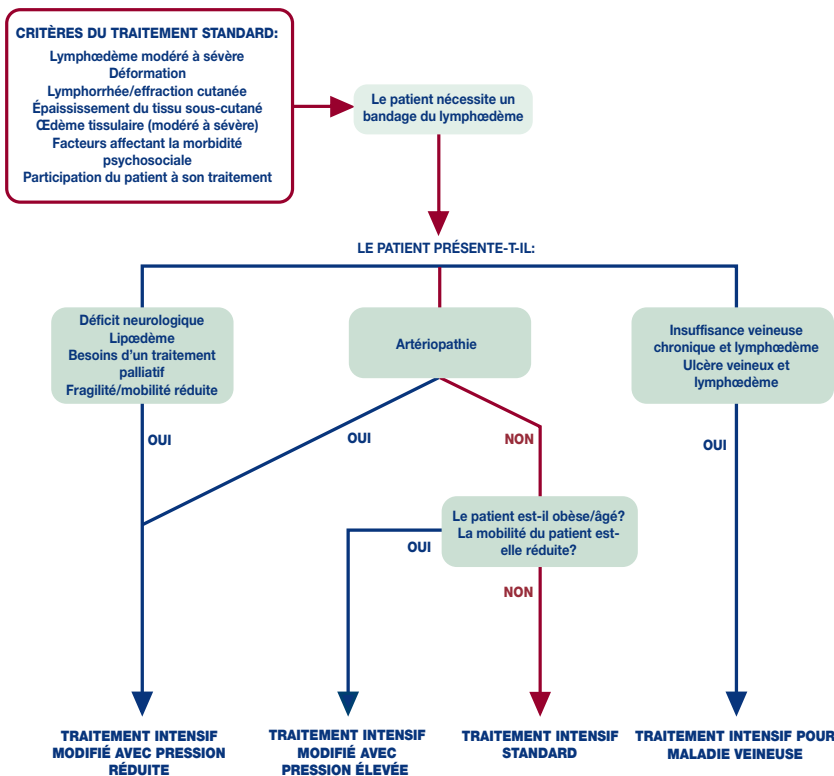 CRITÈRES DU TRAITEMENT STANDARD:
Lymphœdème modéré à sévère
Déformation
Lymphorrhée/effraction cutanée
Épaississement du tissu sous-cutané
Œdème tissulaire (modéré à sévère)
Facteurs affectant la morbidité
psychosociale
Participation du patient à son traitement
Le patient nécessite un
bandage du lymphœdème
LE PATIENT PRÉSENTE-T-IL:
Déficit neurologique
Lipœdème
Besoins d'un traitement
palliatif
Fragilité/mobilité réduite
Artériopathie
Insuffisance veineuse
chronique et lymphœdème
Ulcère veineux et
lymphœdème
OUI
OUI
NON
OUI
Le patient est-il obèse/âgé?
La mobilité du patient est-
elle réduite?
OUI
NON
TRAITEMENT INTENSIF
MODIFIÉ AVEC PRESSION
RÉDUITE
TRAITEMENT INTENSIF
MODIFIÉ AVEC
PRESSION ÉLEVÉE
TRAITEMENT INTENSIF
STANDARD
TRAITEMENT INTENSIF POUR
MALADIE VEINEUSE